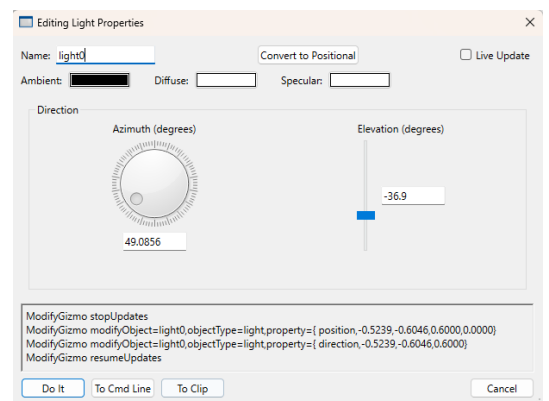 Editing Light Properties
Name: light0 Convert to Positional Live Update
Ambient: Diffuse: Specular:
Direction
Azimuth (degrees) Elevation (degrees)
-36.9
49.0856
ModifyGizmo stopUpdates
ModifyGizmo modifyObject=light0,objectType=light,property={ position,-0.5239,-0.6046,0.6000,0.0000}
ModifyGizmo modifyObject=light0,objectType=light,property={ direction,-0.5239,-0.6046,0.6000}
ModifyGizmo resumeUpdates
Do It To Cmd Line To Clip Cancel